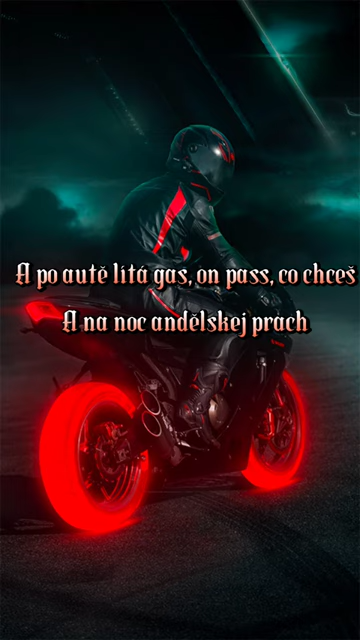 A po autě lítá gas, on pass, co chceš
A na noc andělskej prach